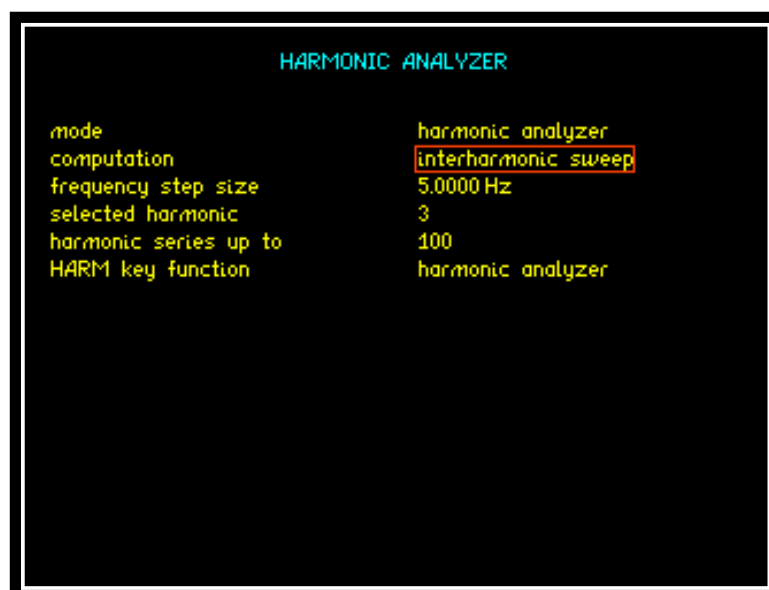 HARMONIC ANALYZER
mode harmonic analyzer
computation interharmonic sweep
frequency step size 5.0000 Hz
selected harmonic 3
harmonic series up to 100
HARM key function harmonic analyzer